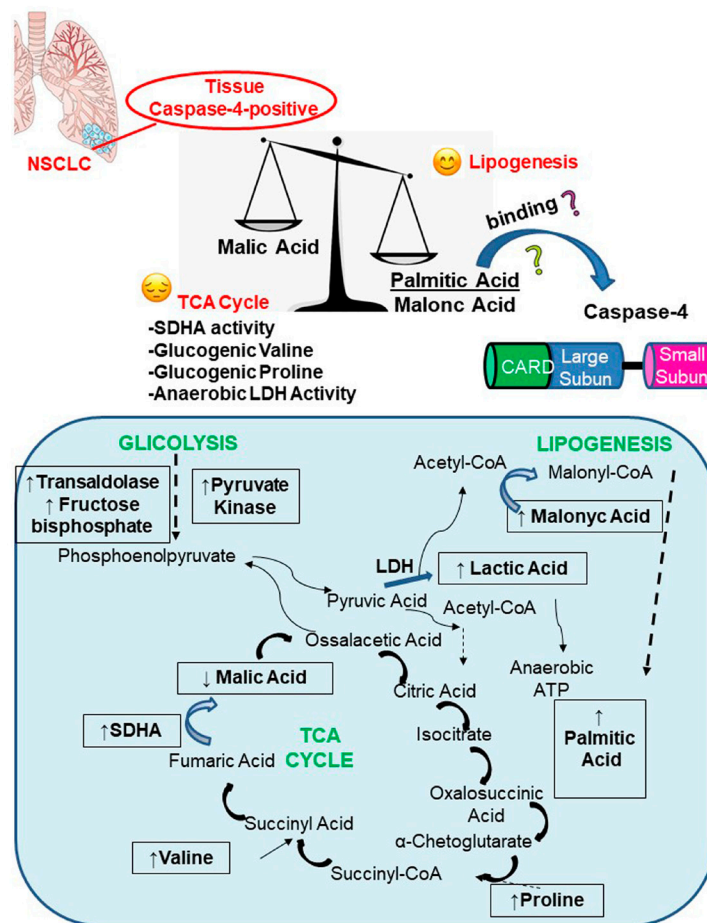 Tissue
Caspase-4-positive
NSCLC
Lipogenesis
Malic Acid
binding ?
?
Palmitic Acid
Malonc Acid
Caspase-4
TCA Cycle
-SDHA activity
-Glucogenic Valine
-Glucogenic Proline
-Anaerobic LDH Activity
CARD
Large
Subun
Small
Subun
GLICOLYSIS
LIPOGENESIS
↑Transaldolase
↑ Fructose
bisphosphate
↑Pyruvate
Kinase
Acetyl-CoA
Malonyl-CoA
↑ Malonyc Acid
Phosphoenolpyruvate
LDH
↑ Lactic Acid
Pyruvic Acid
Acetyl-CoA
Ossalacetic Acid
Anaerobic
ATP
↓ Malic Acid
Citric Acid
↑
Palmitic
Acid
↑SDHA
Isocitrate
Fumaric Acid
TCA
CYCLE
Oxalosuccinic
Acid
Succinyl Acid
α-Chetoglutarate
↑Valine
Succinyl-CoA
↑Proline